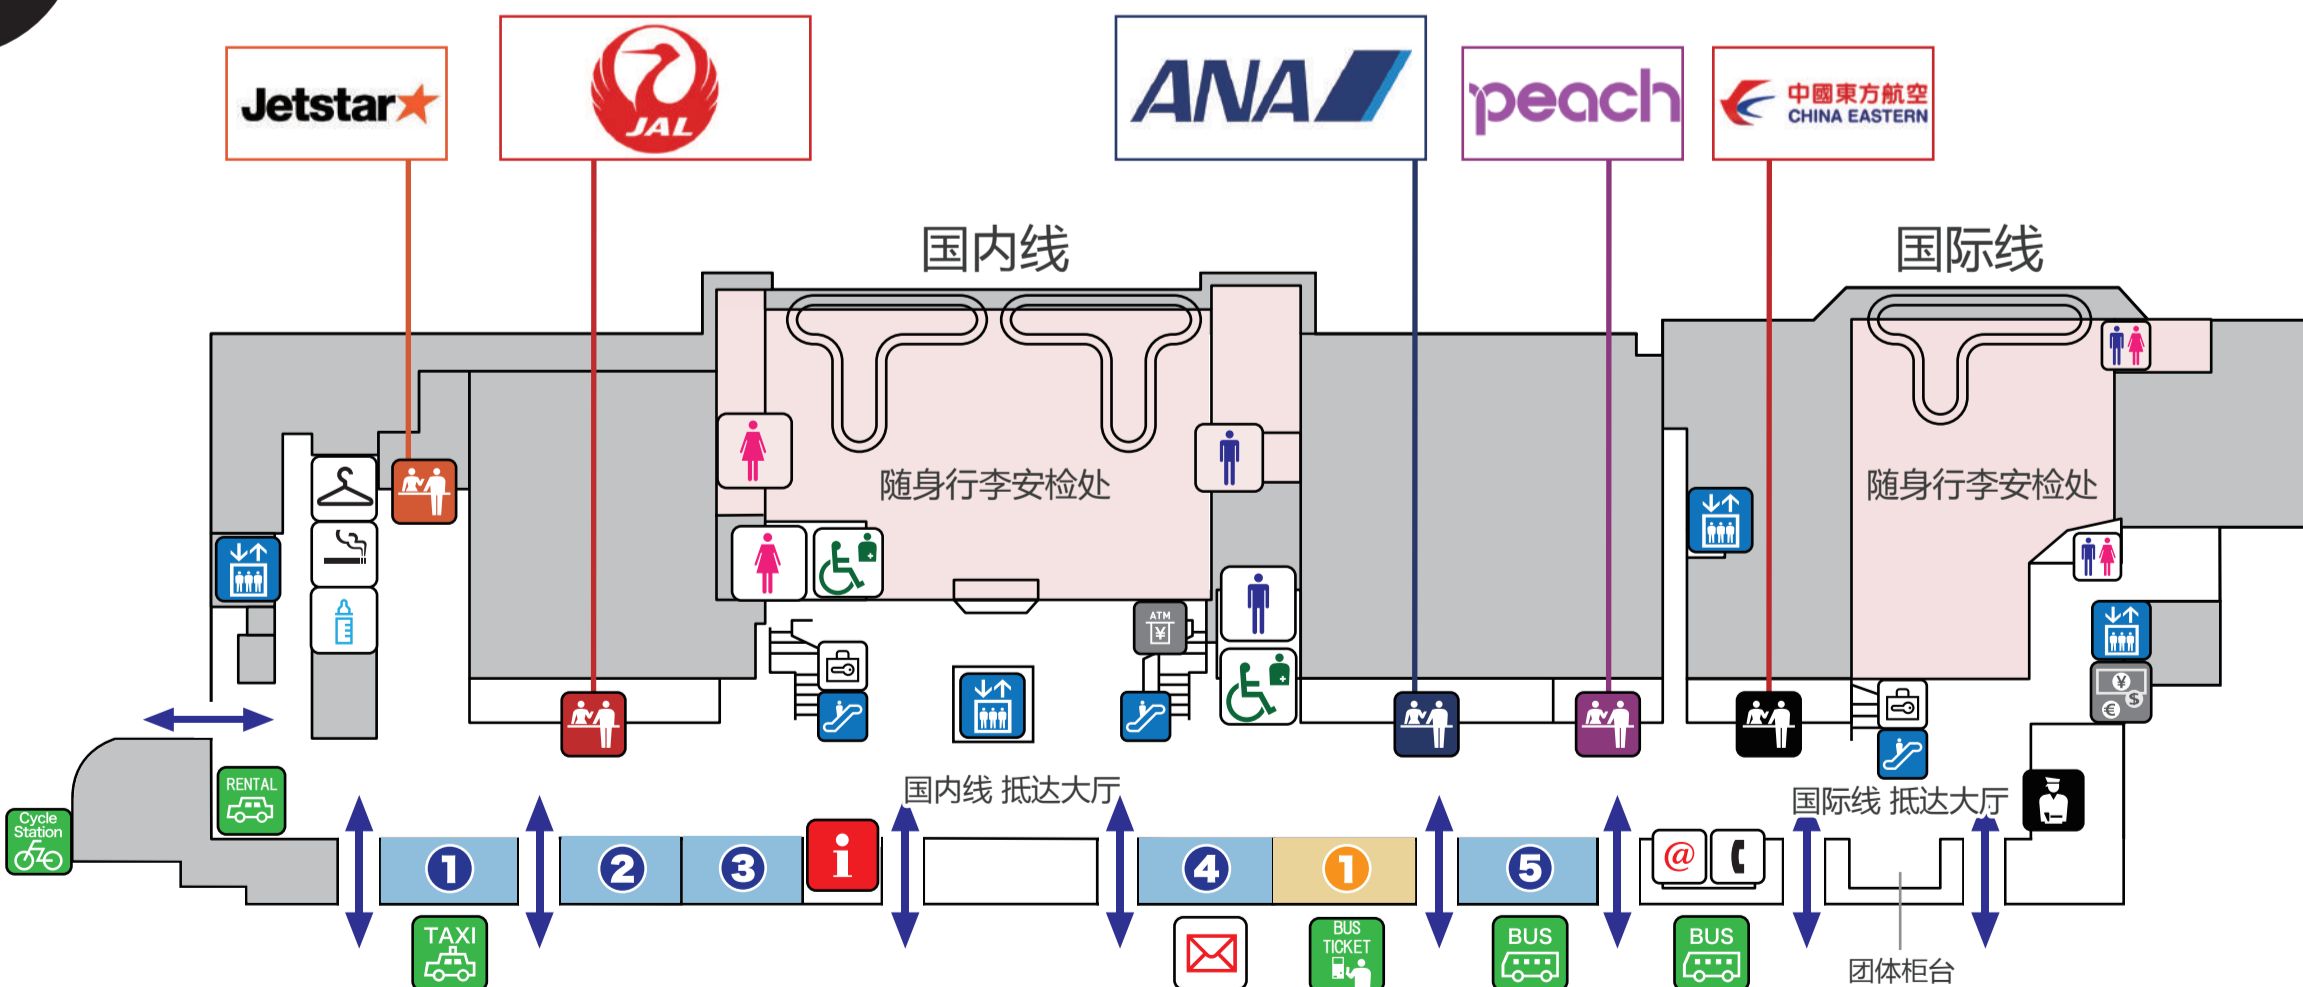 Jetstar
JAL
ANA
peach
中國東方航空
CHINA EASTERN
国内线
国际线
随身行李安检处
随身行李安检处
ATM
¥
¥
$
€
国内线 抵达大厅
国际线 抵达大厅
RENTAL
Cycle
Station
1
2
3
i
4
1
5
@
TAXI
BUS
TICKET
BUS
BUS
团体柜台